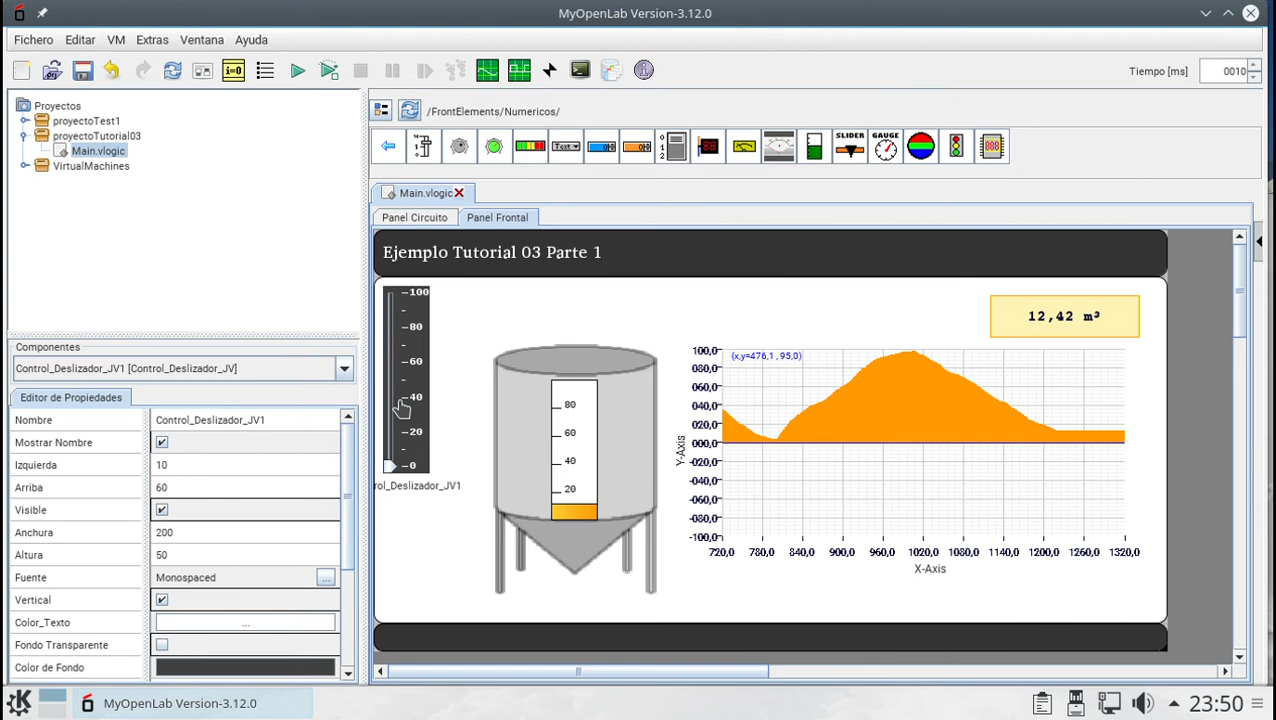 MyOpenLab Version-3.12.0
Fichero Editar VM Extras Ventana Ayuda
i=0
Tiempo [ms] 0010
Proyectos
proyectoTest1
proyectoTutorial03
Main.vlogic
VirtualMachines
/FrontElements/Numericos/
Text
SLIDER
GAUGE
Main.vlogic
Panel Circuito Panel Frontal
Ejemplo Tutorial 03 Parte 1
100
80
60
40
20
0
rol_Deslizador_JV1
80
60
40
20
12,42 m³
(x,y=476,1 , 95,0)
100,0
080,0
060,0
040,0
020,0
000,0
-020,0
-040,0
-060,0
-080,0
-100,0
Y-Axis
720,0 780,0 840,0 900,0 960,0 1020,0 1080,0 1140,0 1200,0 1260,0 1320,0
X-Axis
Componentes
Control_Deslizador_JV1 [Control_Deslizador_JV]
Editor de Propiedades
Nombre Control_Deslizador_JV1
Mostrar Nombre
Izquierda 10
Arriba 60
Visible
Anchura 200
Altura 50
Fuente Monospaced ...
Vertical
Color_Texto ...
Fondo Transparente
Color de Fondo
MyOpenLab Version-3.12.0
23:50